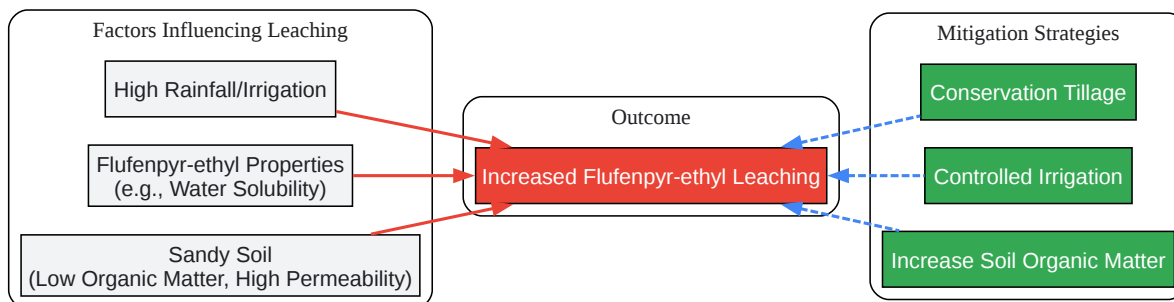 Factors Influencing Leaching
High Rainfall/Irrigation
Flufenpyr-ethyl Properties
(e.g., Water Solubility)
Sandy Soil
(Low Organic Matter, High Permeability)
Outcome
Increased Flufenpyr-ethyl Leaching
Mitigation Strategies
Conservation Tillage
Controlled Irrigation
Increase Soil Organic Matter